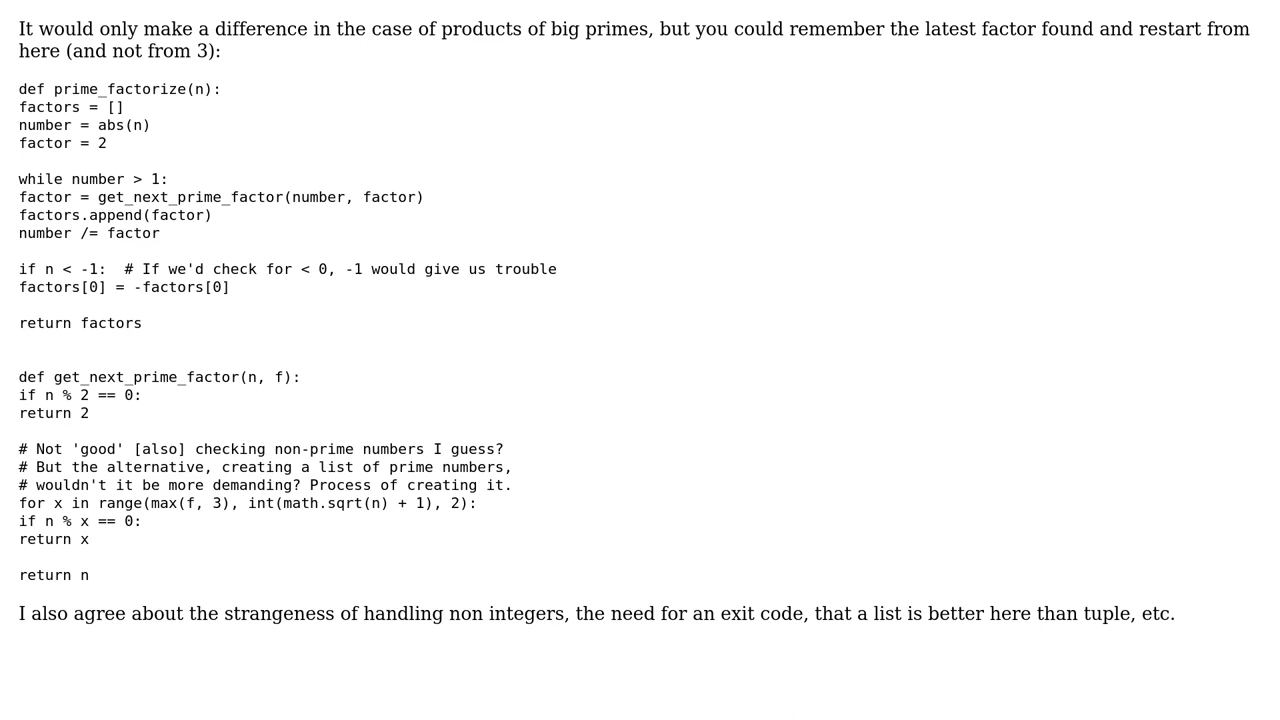 It would only make a difference in the case of products of big primes, but you could remember the latest factor found and restart from
here (and not from 3):
def prime_factorize(n):
factors = []
number = abs(n)
factor = 2
while number > 1:
factor = get_next_prime_factor(number, factor)
factors.append(factor)
number /= factor
if n < -1:  # If we'd check for < 0, -1 would give us trouble
factors[0] = -factors[0]
return factors
def get_next_prime_factor(n, f):
if n % 2 == 0:
return 2
# Not 'good' [also] checking non-prime numbers I guess?
# But the alternative, creating a list of prime numbers,
# wouldn't it be more demanding? Process of creating it.
for x in range(max(f, 3), int(math.sqrt(n) + 1), 2):
if n % x == 0:
return x
return n
I also agree about the strangeness of handling non integers, the need for an exit code, that a list is better here than tuple, etc.